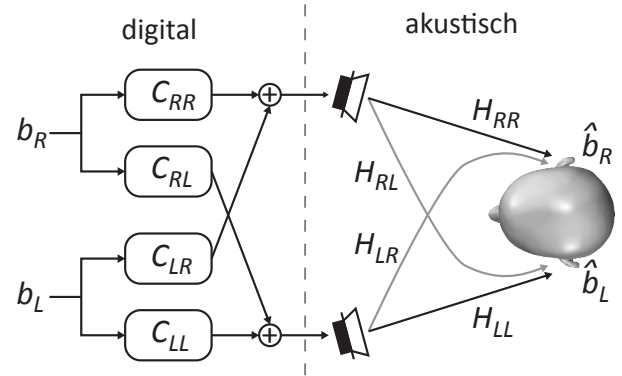 digital
akustisch
b_R
C_RR
C_RL
C_LR
b_L
C_LL
+
+
H_RR
H_RL
H_LR
H_LL
b̂_R
b̂_L